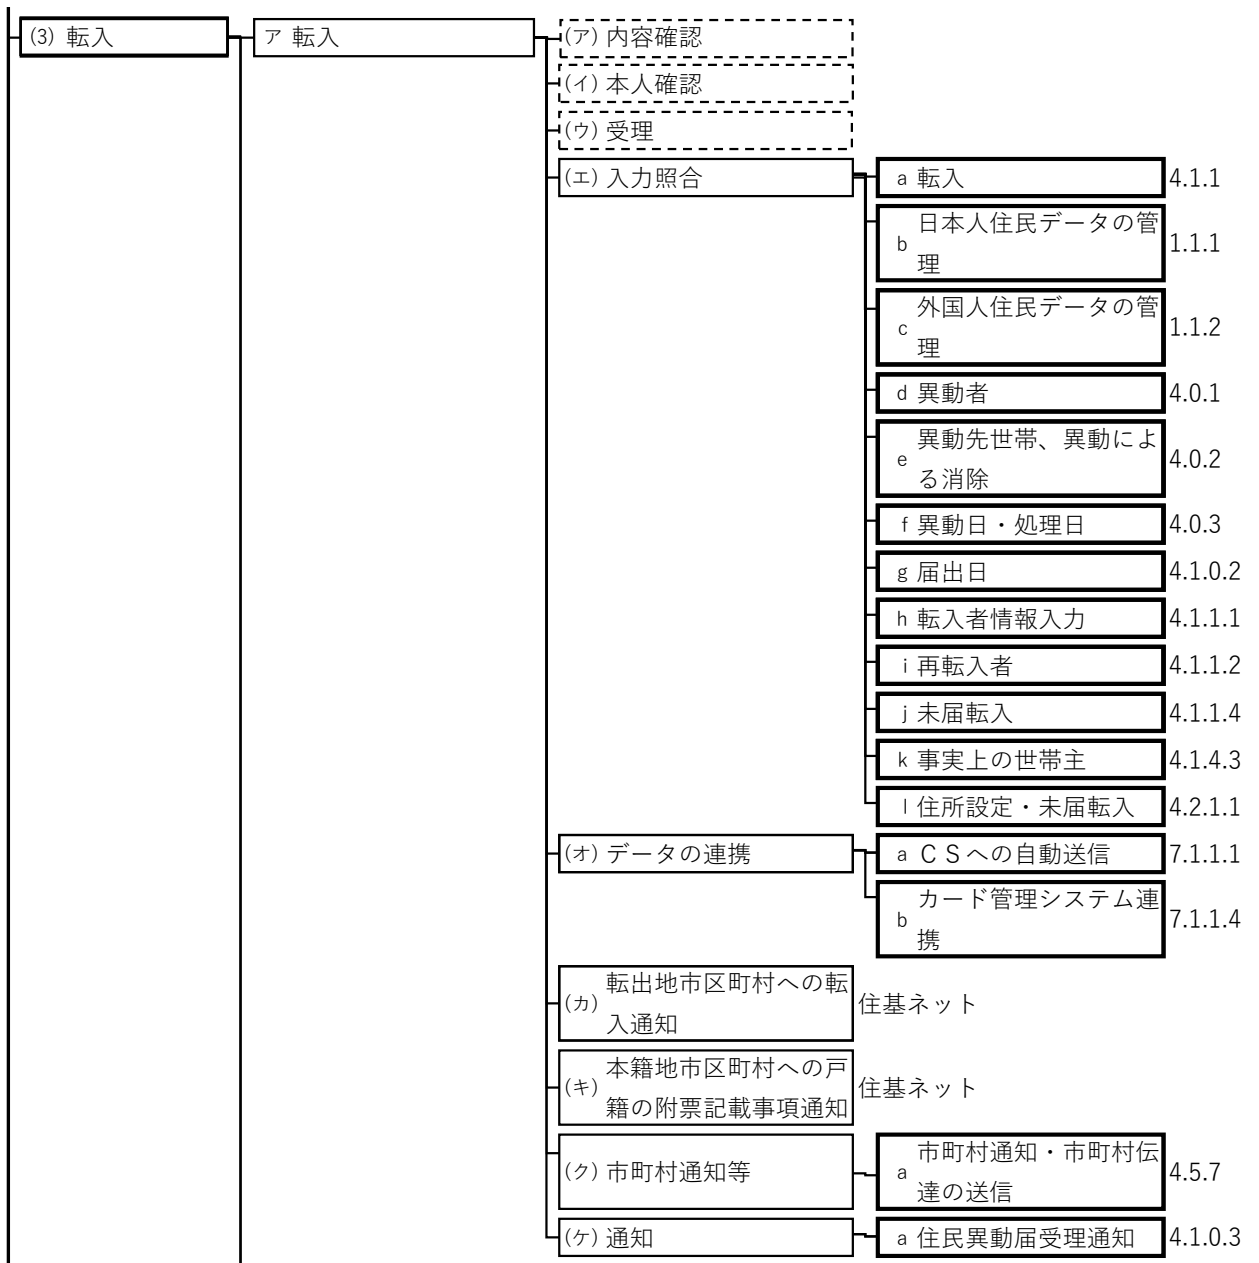 (3) 転入
ア 転入
(ア) 内容確認
(イ) 本人確認
(ウ) 受理
(エ) 入力照合
a 転入 4.1.1
b 日本人住民データの管
理 1.1.1
c 外国人住民データの管
理 1.1.2
d 異動者 4.0.1
e 異動先世帯、異動によ
る消除 4.0.2
f 異動日・処理日 4.0.3
g 届出日 4.1.0.2
h 転入者情報入力 4.1.1.1
i 再転入者 4.1.1.2
j 未届転入 4.1.1.4
k 事実上の世帯主 4.1.4.3
l 住所設定・未届転入 4.2.1.1
(オ) データの連携
a ＣＳへの自動送信 7.1.1.1
b カード管理システム連
携 7.1.1.4
(カ) 転出地市区町村への転
入通知 住基ネット
(キ) 本籍地市区町村への戸
籍の附票記載事項通知 住基ネット
(ク) 市町村通知等
a 市町村通知・市町村伝
達の送信 4.5.7
(ケ) 通知
a 住民異動届受理通知 4.1.0.3